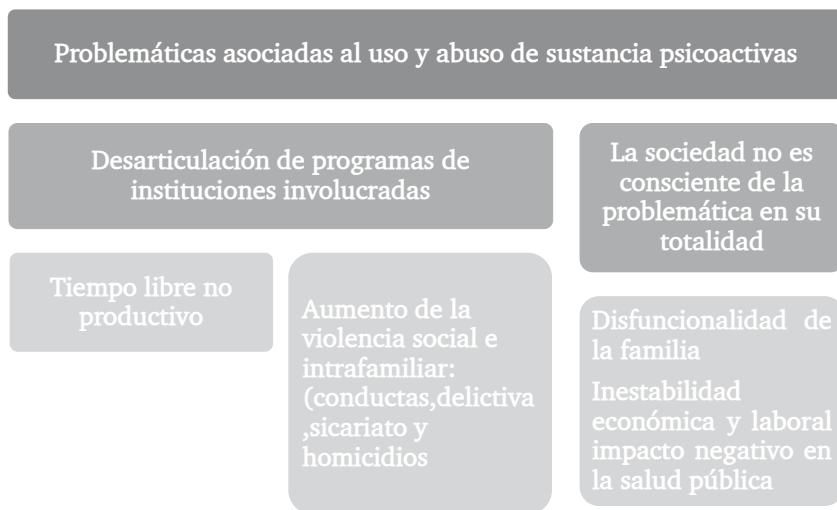 Problemáticas asociadas al uso y abuso de sustancia psicoactivas
Desarticulación de programas de
instituciones involucradas
La sociedad no es
consciente de la
problemática en su
totalidad
Tiempo libre no
productivo
Aumento de la
violencia social e
intrafamiliar:
(conductas,delictiva
,sicariato y
homicidios
Disfuncionalidad de
la familia
Inestabilidad
económica y laboral
impacto negativo en
la salud pública